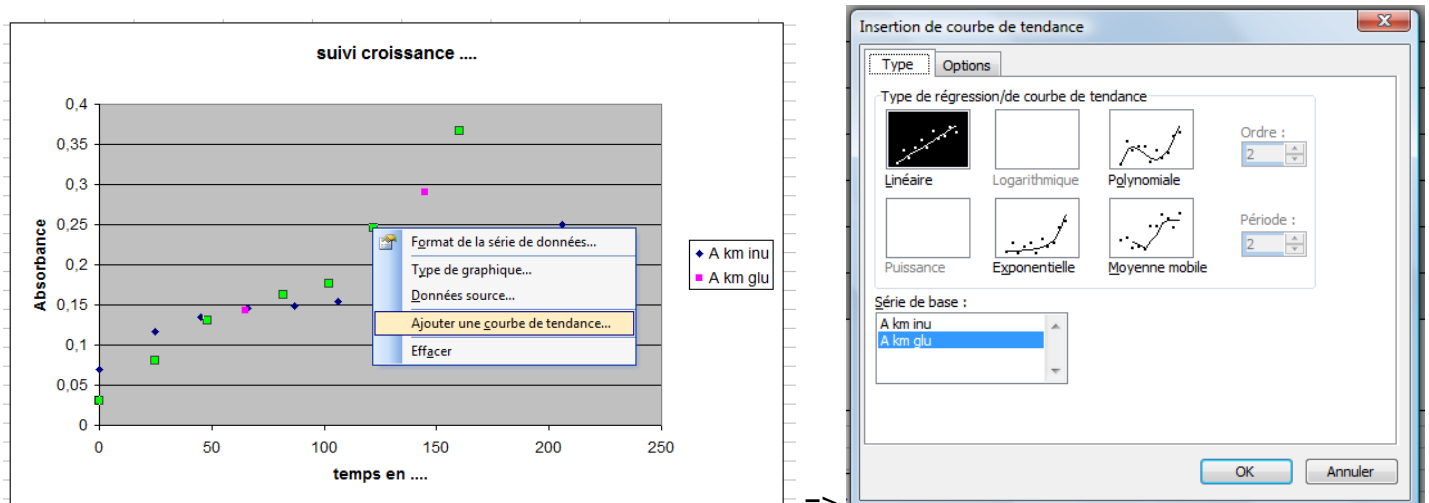 suivi croissance ....
0,4
0,35
0,3
0,25
0,2
0,15
0,1
0,05
0
Absorbance
0 50 100 150 200 250
temps en ....
A km inu
A km glu
Format de la série de données...
Type de graphique...
Données source...
Ajouter une courbe de tendance...
Effacer
Insertion de courbe de tendance
Type Options
Type de régression/de courbe de tendance
Linéaire Logarithmique Polynomiale
Ordre :
2
Puissance Exponentielle Moyenne mobile
Période :
2
Série de base :
A km inu
A km glu
OK Annuler